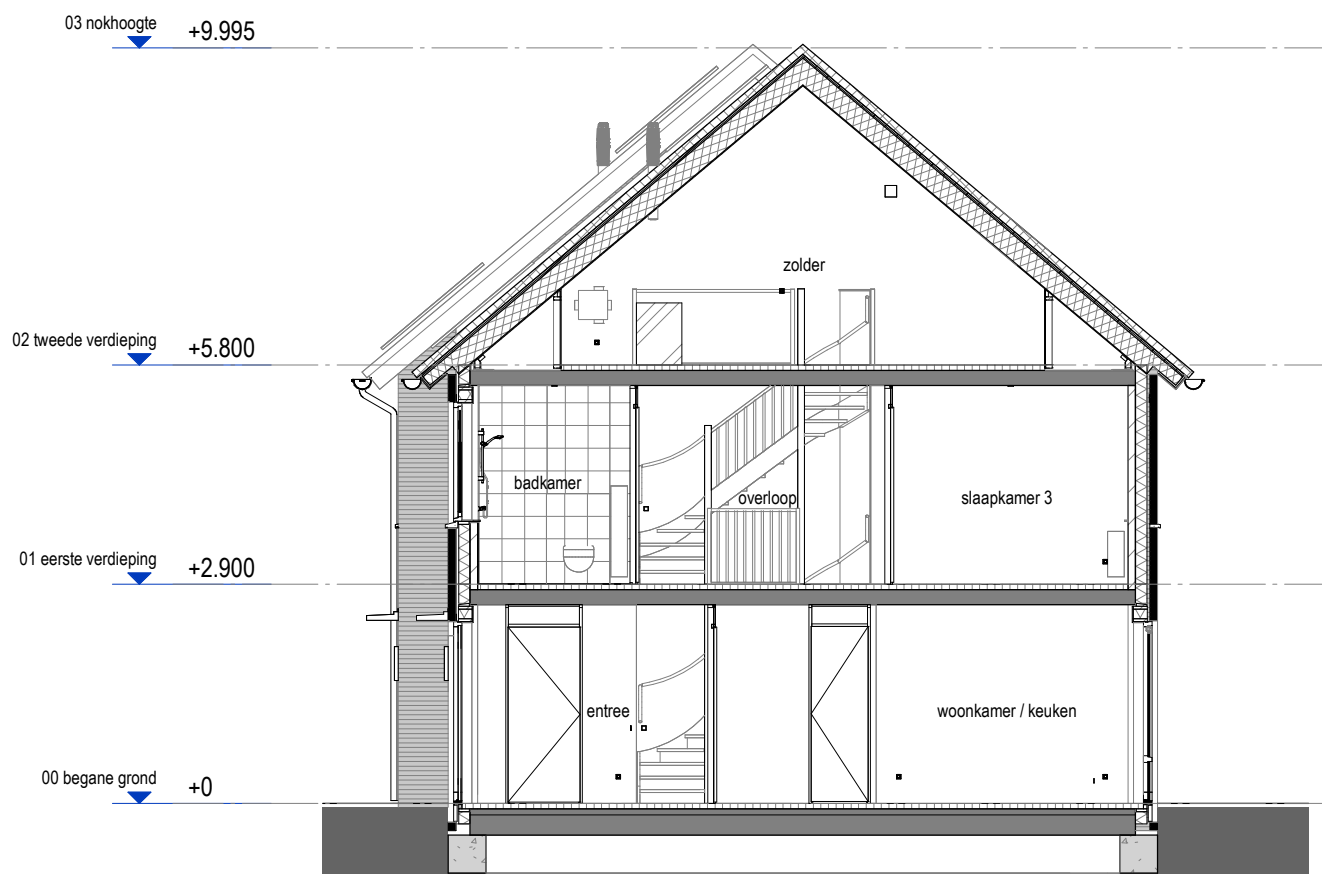 03 nokhoogte +9.995
zolder
02 tweede verdieping +5.800
badkamer
overloop
slaapkamer 3
01 eerste verdieping +2.900
entree
woonkamer / keuken
00 begane grond +0